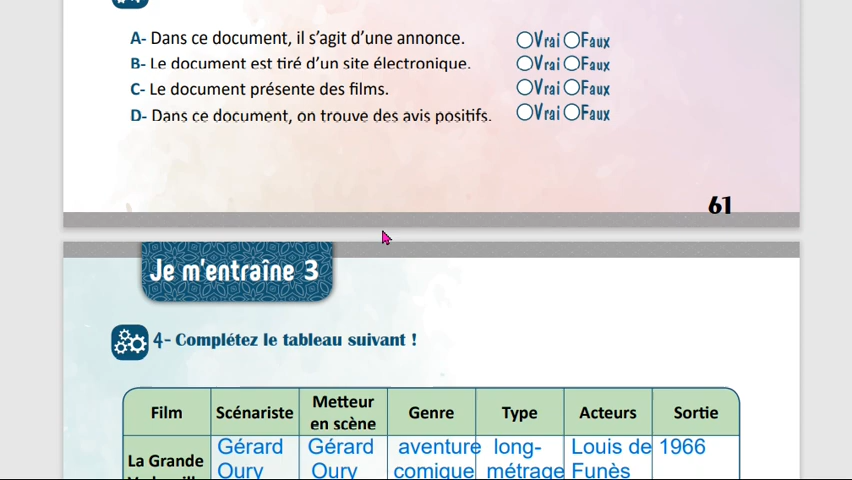 A- Dans ce document, il s'agit d'une annonce. Vrai Faux
B- Le document est tiré d'un site électronique. Vrai Faux
C- Le document présente des films. Vrai Faux
D- Dans ce document, on trouve des avis positifs. Vrai Faux
61
Je m'entraîne 3
4- Complétez le tableau suivant !
Film Scénariste Metteur en scène Genre Type Acteurs Sortie
La Grande Gérard Oury Gérard Oury aventure comique long-métrage Louis de Funès 1966